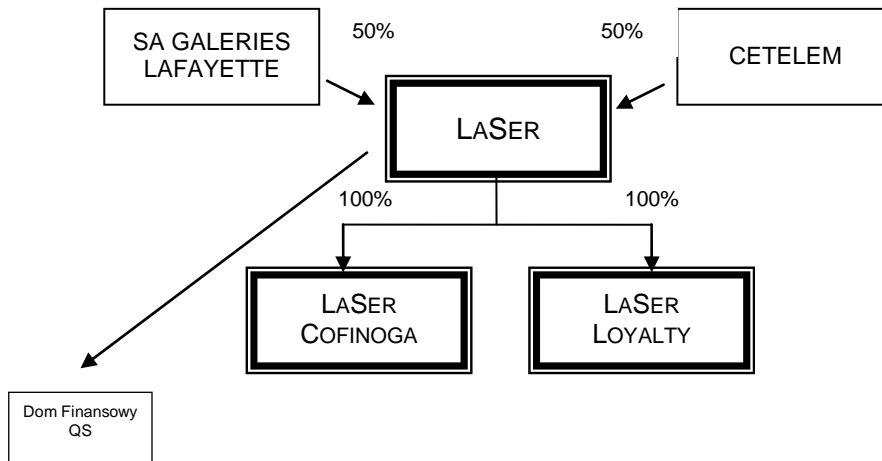 SA GALERIES
LAFAYETTE
50%
50%
CETELEM
LASER
100%
100%
LASER
COFINOGA
LASER
LOYALTY
Dom Finansowy
QS